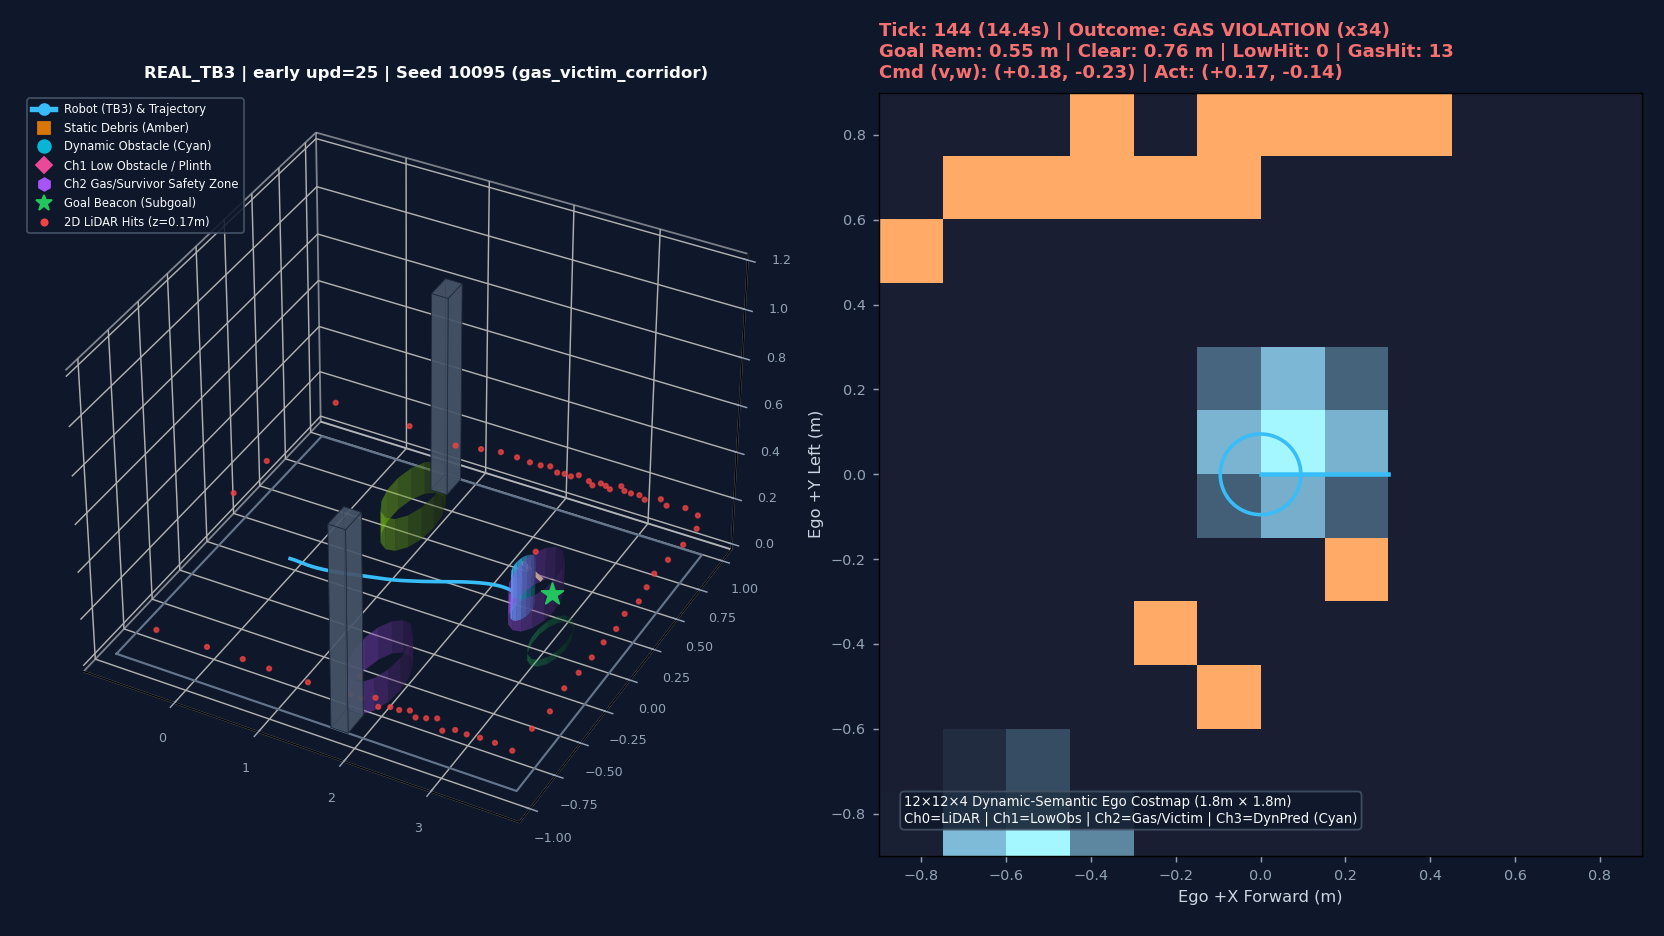 REAL_TB3 | early upd=25 | Seed 10095 (gas_victim_corridor)
Robot (TB3) & Trajectory
Static Debris (Amber)
Dynamic Obstacle (Cyan)
Ch1 Low Obstacle / Plinth
Ch2 Gas/Survivor Safety Zone
Goal Beacon (Subgoal)
2D LiDAR Hits (z=0.17m)
1.2
1.0
0.8
0.6
0.4
0.2
0.0
1.00
0.75
0.50
0.25
0.00
−0.25
−0.50
−0.75
−1.00
0
1
2
3
Tick: 144 (14.4s) | Outcome: GAS VIOLATION (x34)
Goal Rem: 0.55 m | Clear: 0.76 m | LowHit: 0 | GasHit: 13
Cmd (v,w): (+0.18, -0.23) | Act: (+0.17, -0.14)
Ego +Y Left (m)
0.8
0.6
0.4
0.2
0.0
−0.2
−0.4
−0.6
−0.8
12×12×4 Dynamic-Semantic Ego Costmap (1.8m × 1.8m)
Ch0=LiDAR | Ch1=LowObs | Ch2=Gas/Victim | Ch3=DynPred (Cyan)
−0.8 −0.6 −0.4 −0.2 0.0 0.2 0.4 0.6 0.8
Ego +X Forward (m)